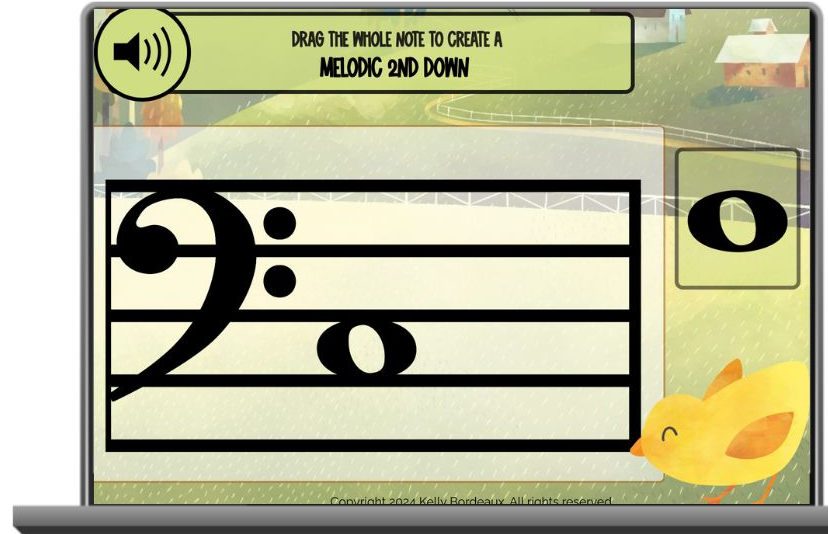 DRAG THE WHOLE NOTE TO CREATE A
MELODIC 2ND DOWN
Copyright 2024 Kelly Bordeaux. All rights reserved.